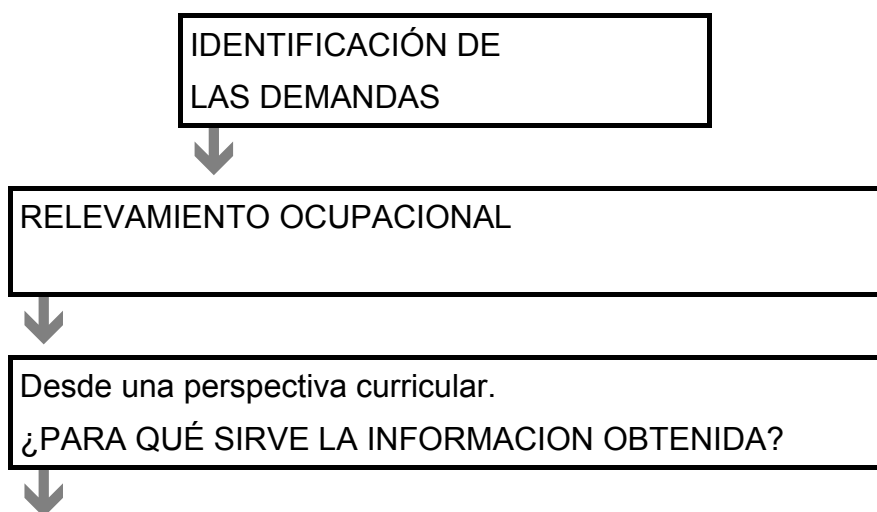 IDENTIFICACIÓN DE
LAS DEMANDAS
RELEVAMIENTO OCUPACIONAL
Desde una perspectiva curricular.
¿PARA QUÉ SIRVE LA INFORMACION OBTENIDA?